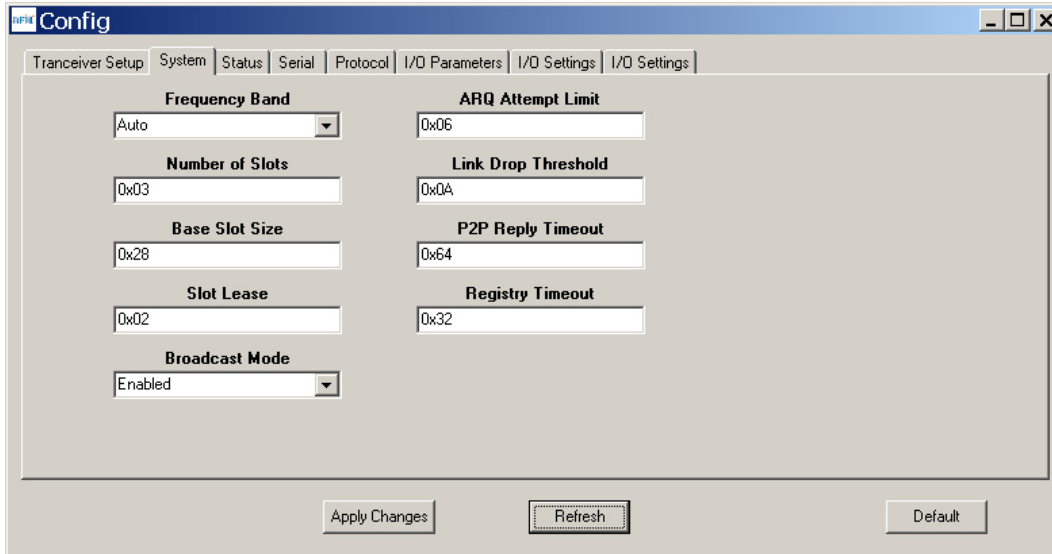 RFM Config
Tranceiver Setup System Status Serial Protocol I/O Parameters I/O Settings I/O Settings
Frequency Band ARQ Attempt Limit
Auto 0x06
Number of Slots Link Drop Threshold
0x03 0x0A
Base Slot Size P2P Reply Timeout
0x28 0x64
Slot Lease Registry Timeout
0x02 0x32
Broadcast Mode
Enabled
Apply Changes Refresh Default